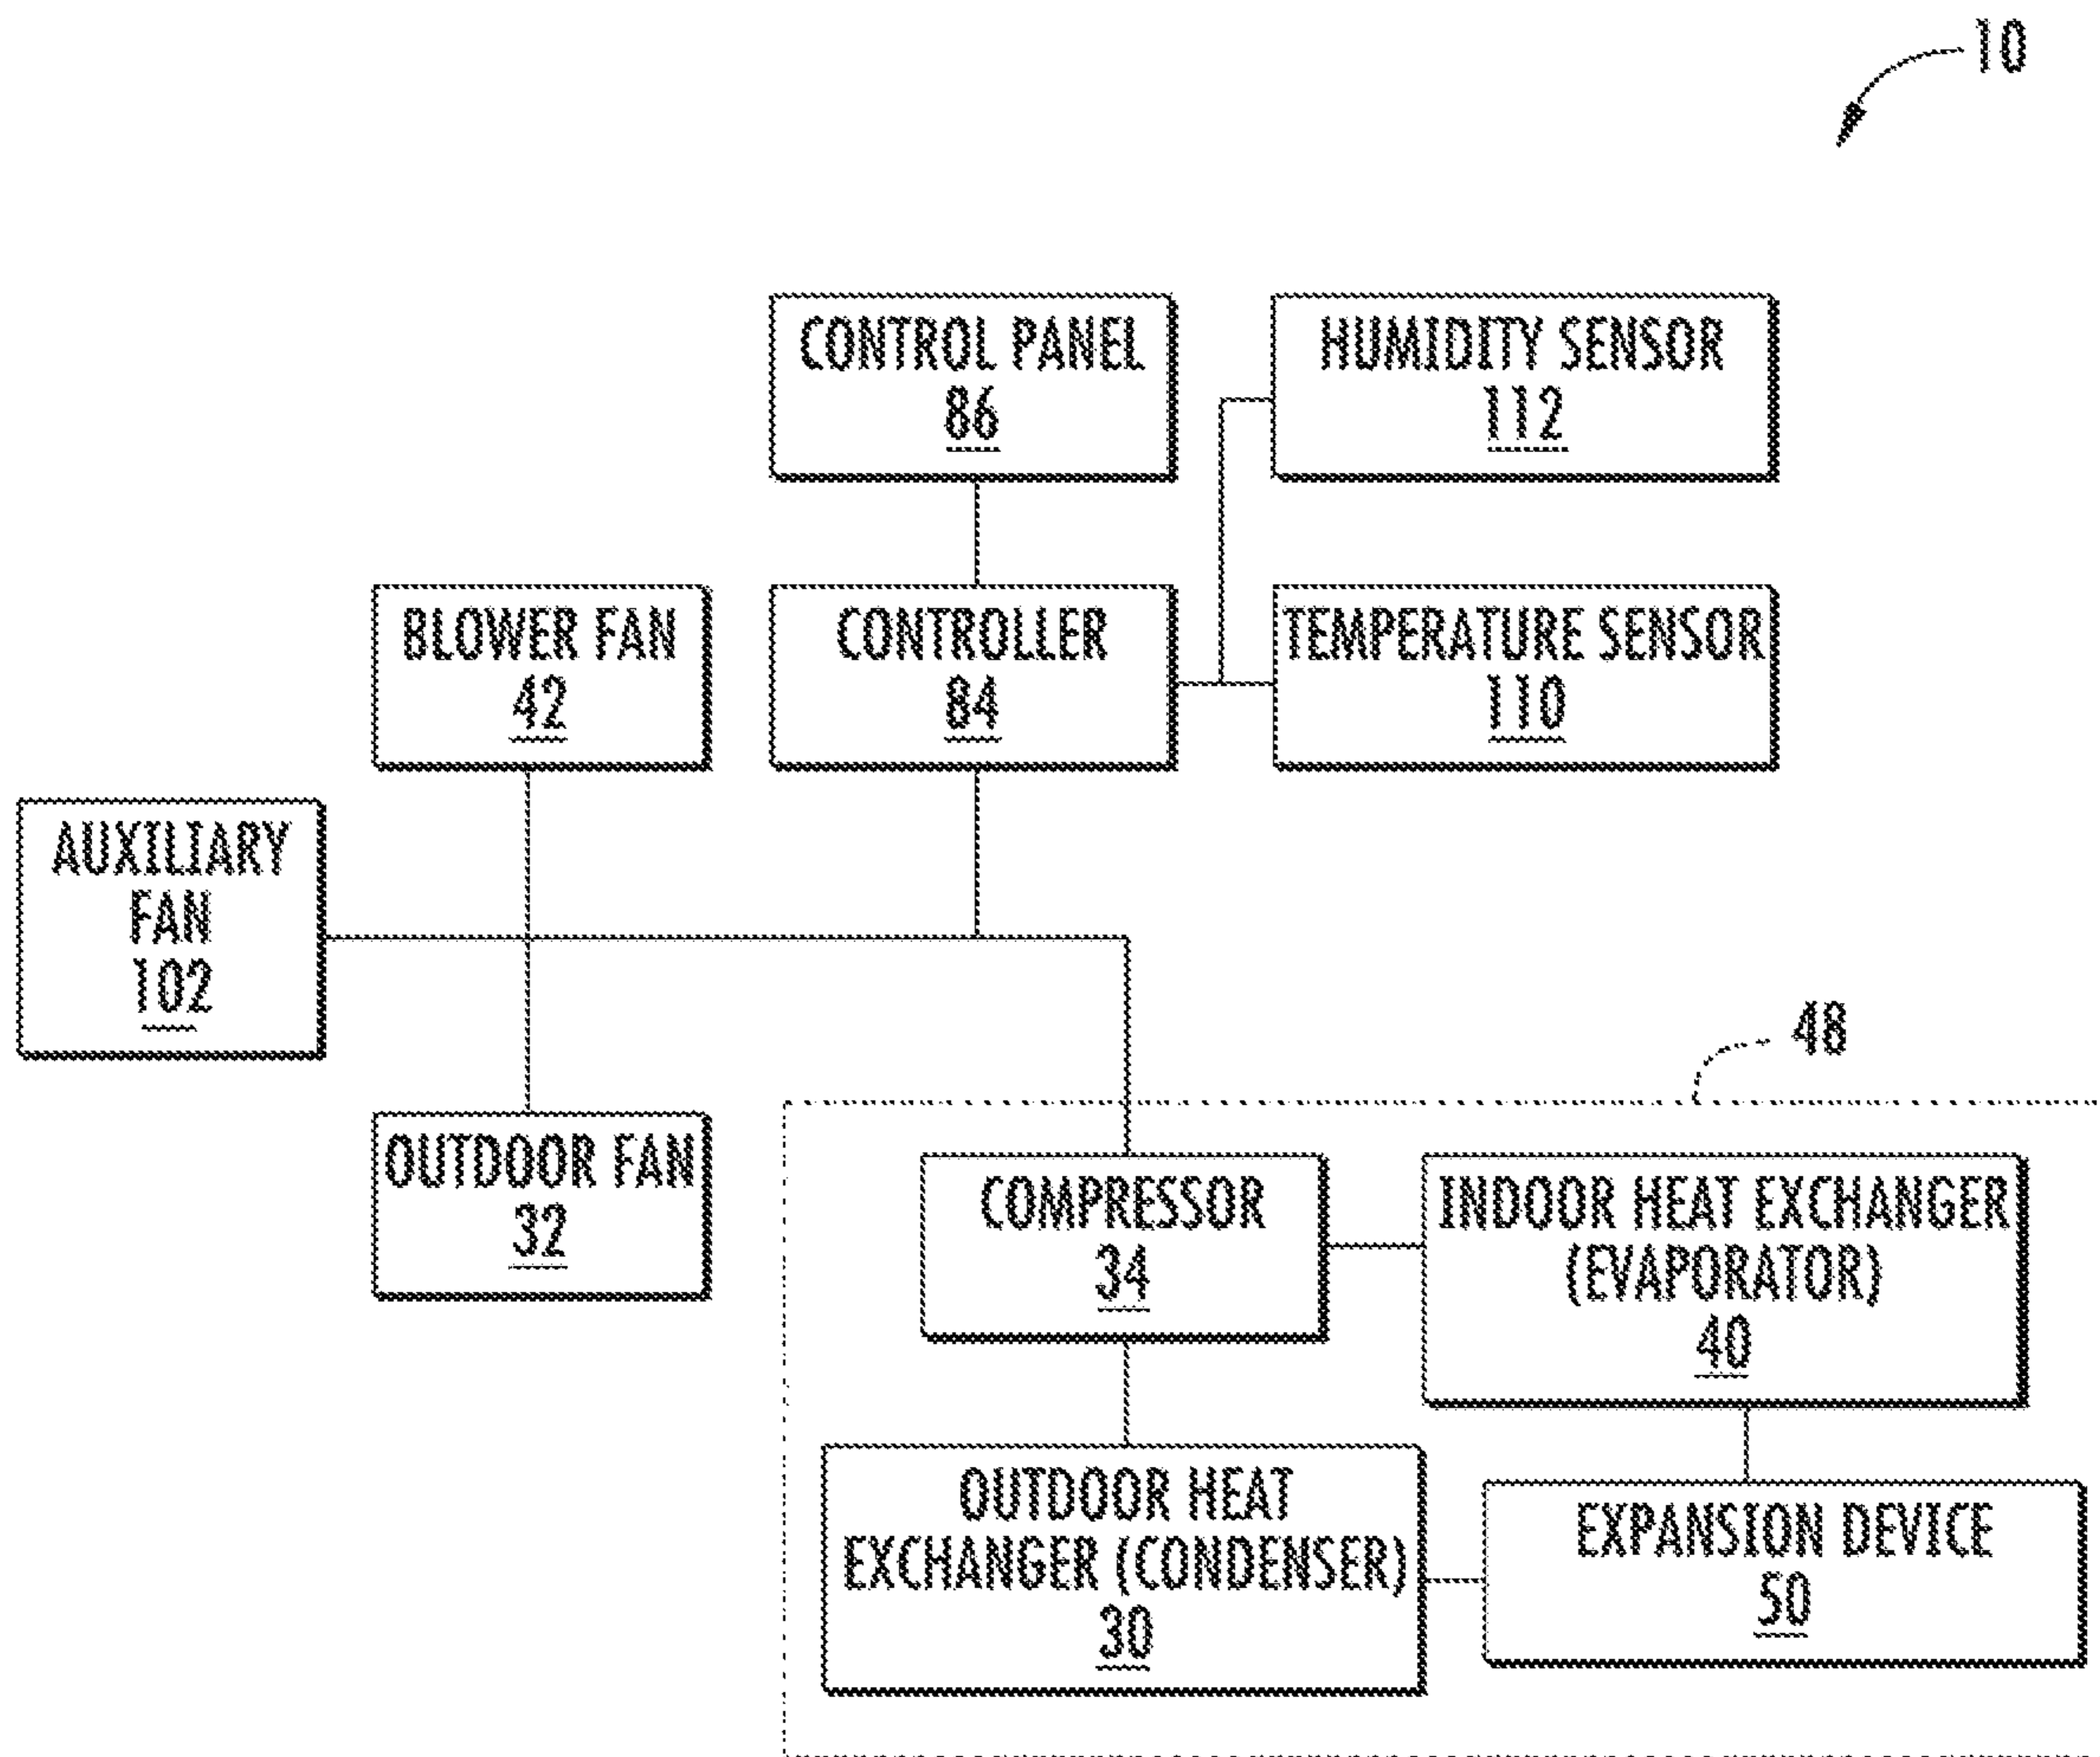 10
CONTROL PANEL
86
HUMIDITY SENSOR
112
BLOWER FAN
42
CONTROLLER
84
TEMPERATURE SENSOR
110
AUXILIARY
FAN
102
48
OUTDOOR FAN
32
COMPRESSOR
34
INDOOR HEAT EXCHANGER
(EVAPORATOR)
40
OUTDOOR HEAT
EXCHANGER (CONDENSER)
30
EXPANSION DEVICE
50